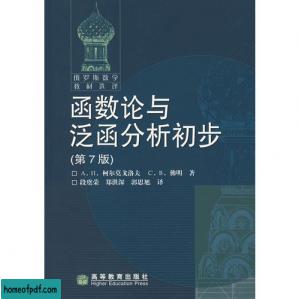 俄罗斯数学
教材选译
函数论与
泛函分析初步
(第7版)
□ A. H. 柯尔莫戈洛夫 C. B. 佛明 著
□ 段虞荣 郑洪深 郭思旭 译
高等教育出版社
Higher Education Press
homeofpdf.com
homeofpdf.com